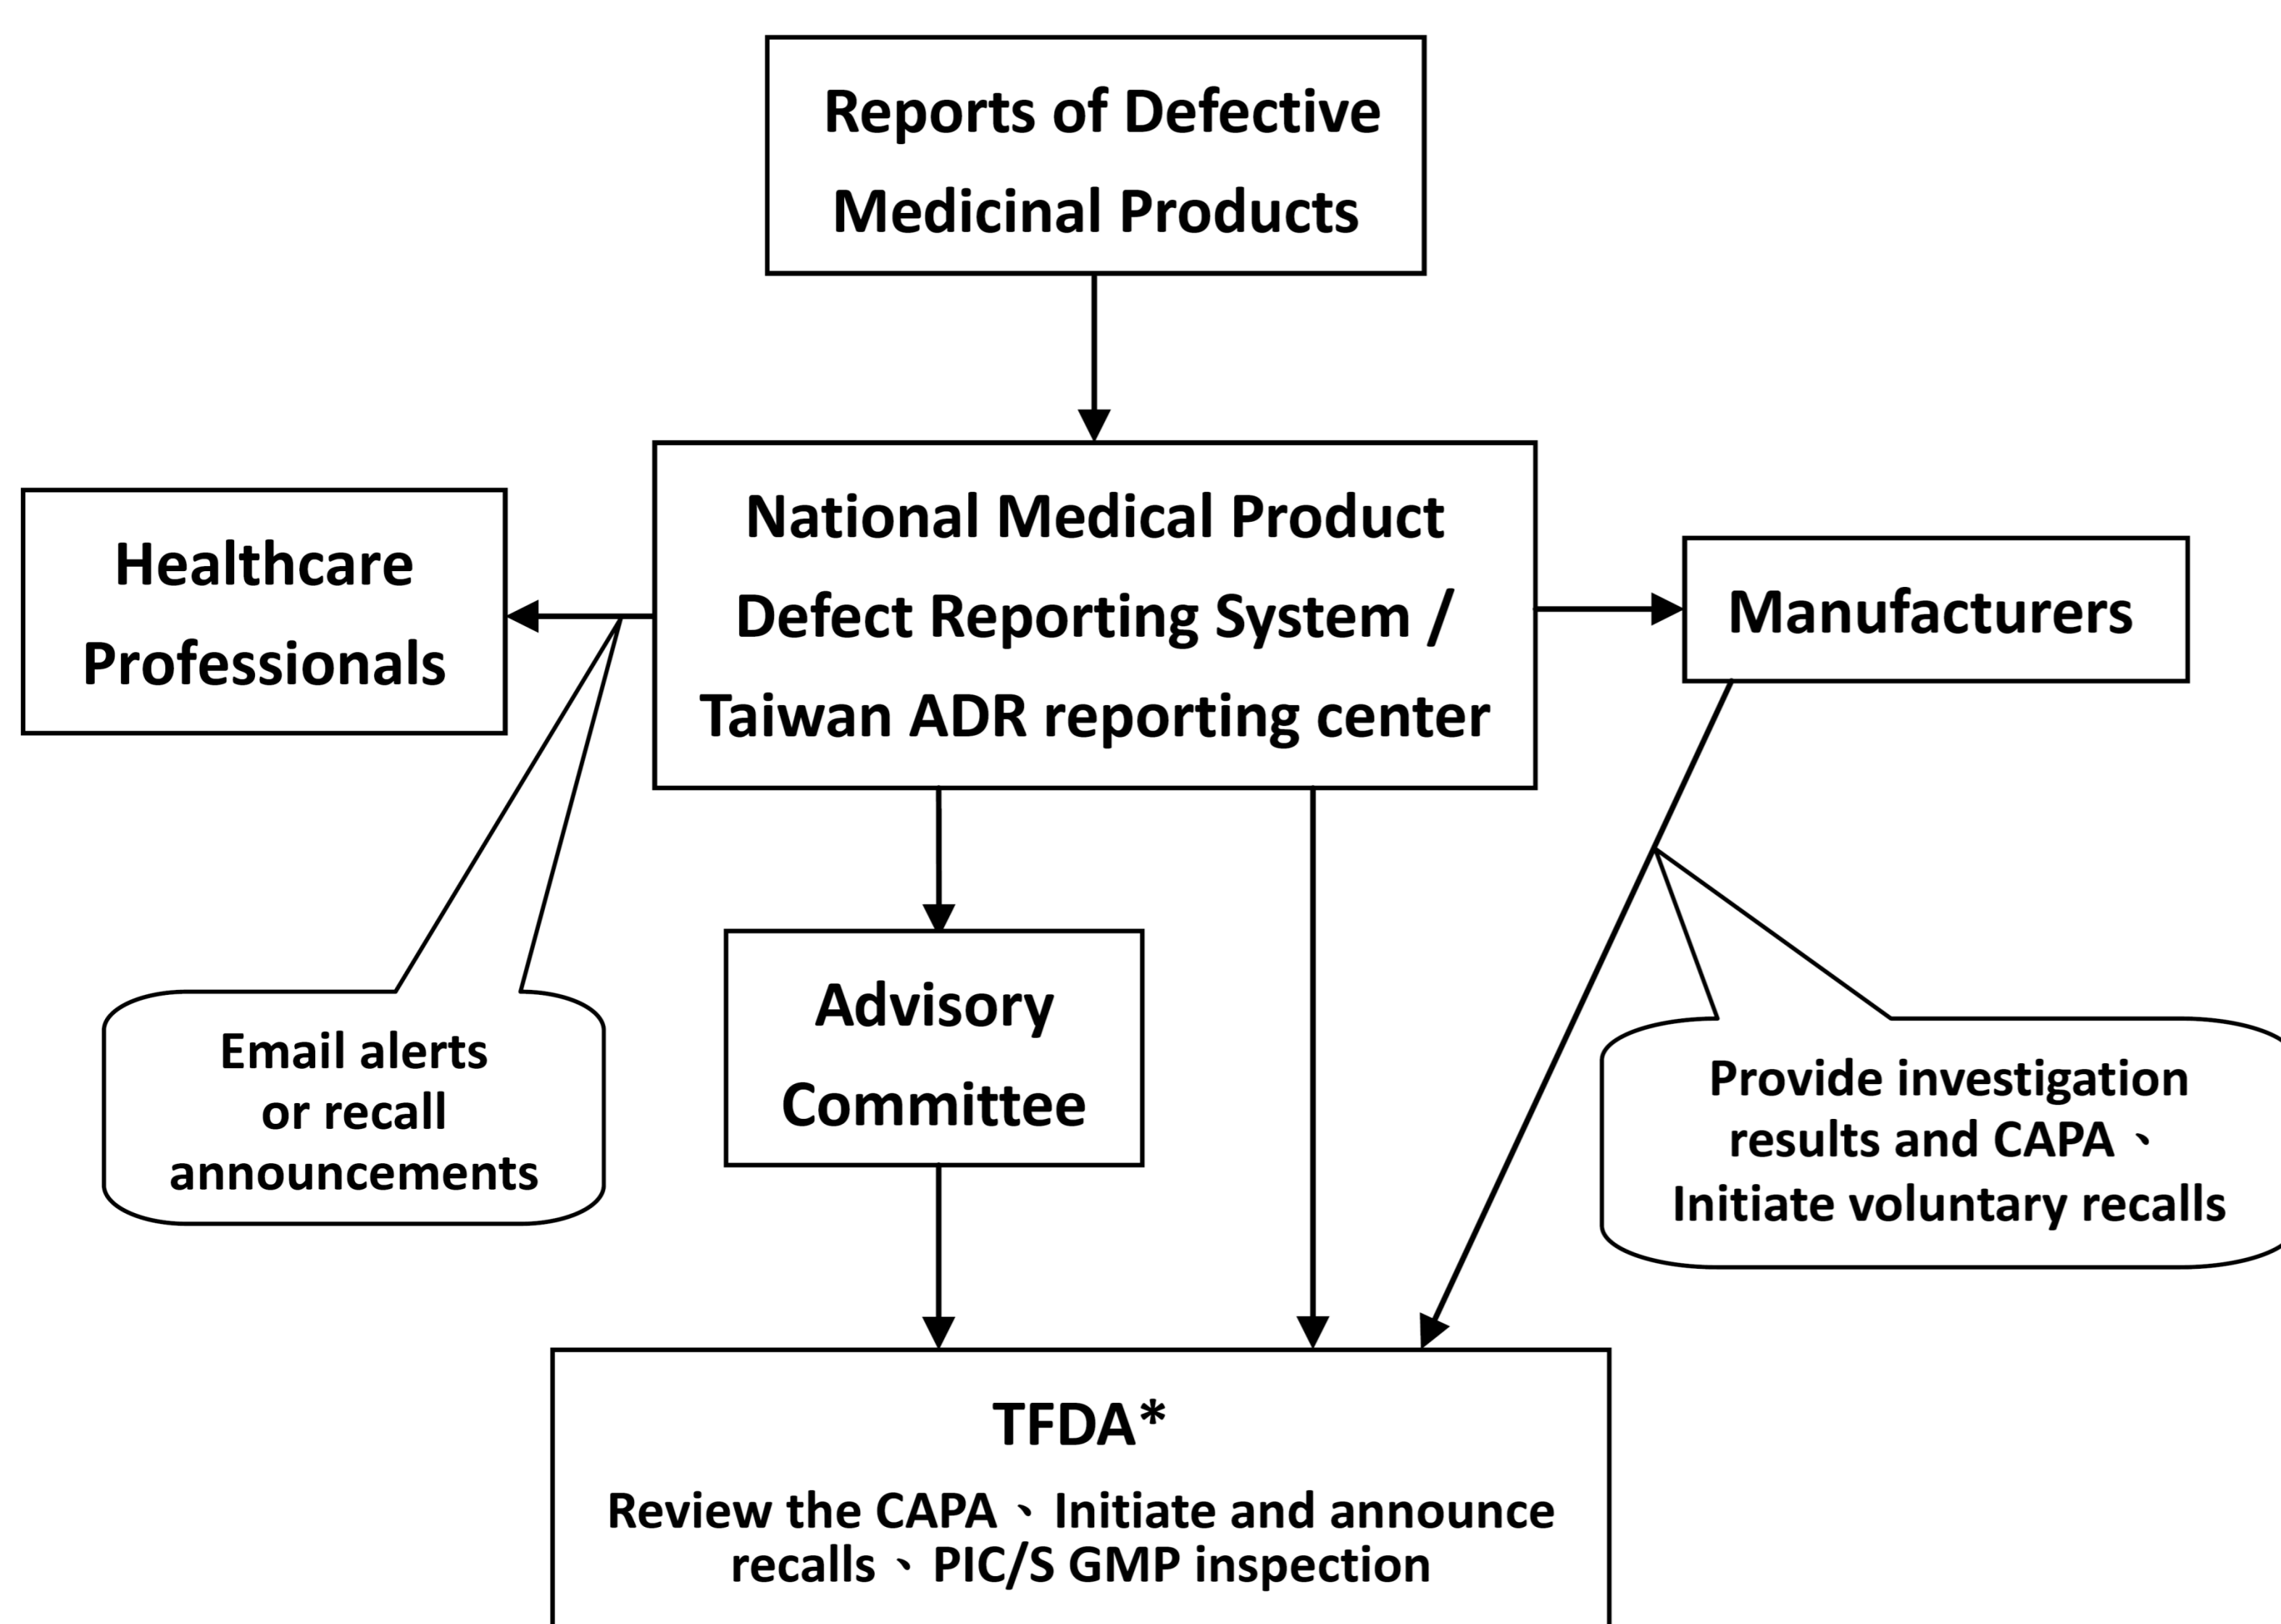 Reports of Defective
Medicinal Products
National Medical Product
Defect Reporting System /
Taiwan ADR reporting center
Healthcare
Professionals
Manufacturers
Advisory
Committee
Email alerts
or recall
announcements
Provide investigation
results and CAPA、
Initiate voluntary recalls
TFDA*
Review the CAPA、Initiate and announce
recalls、PIC/S GMP inspection